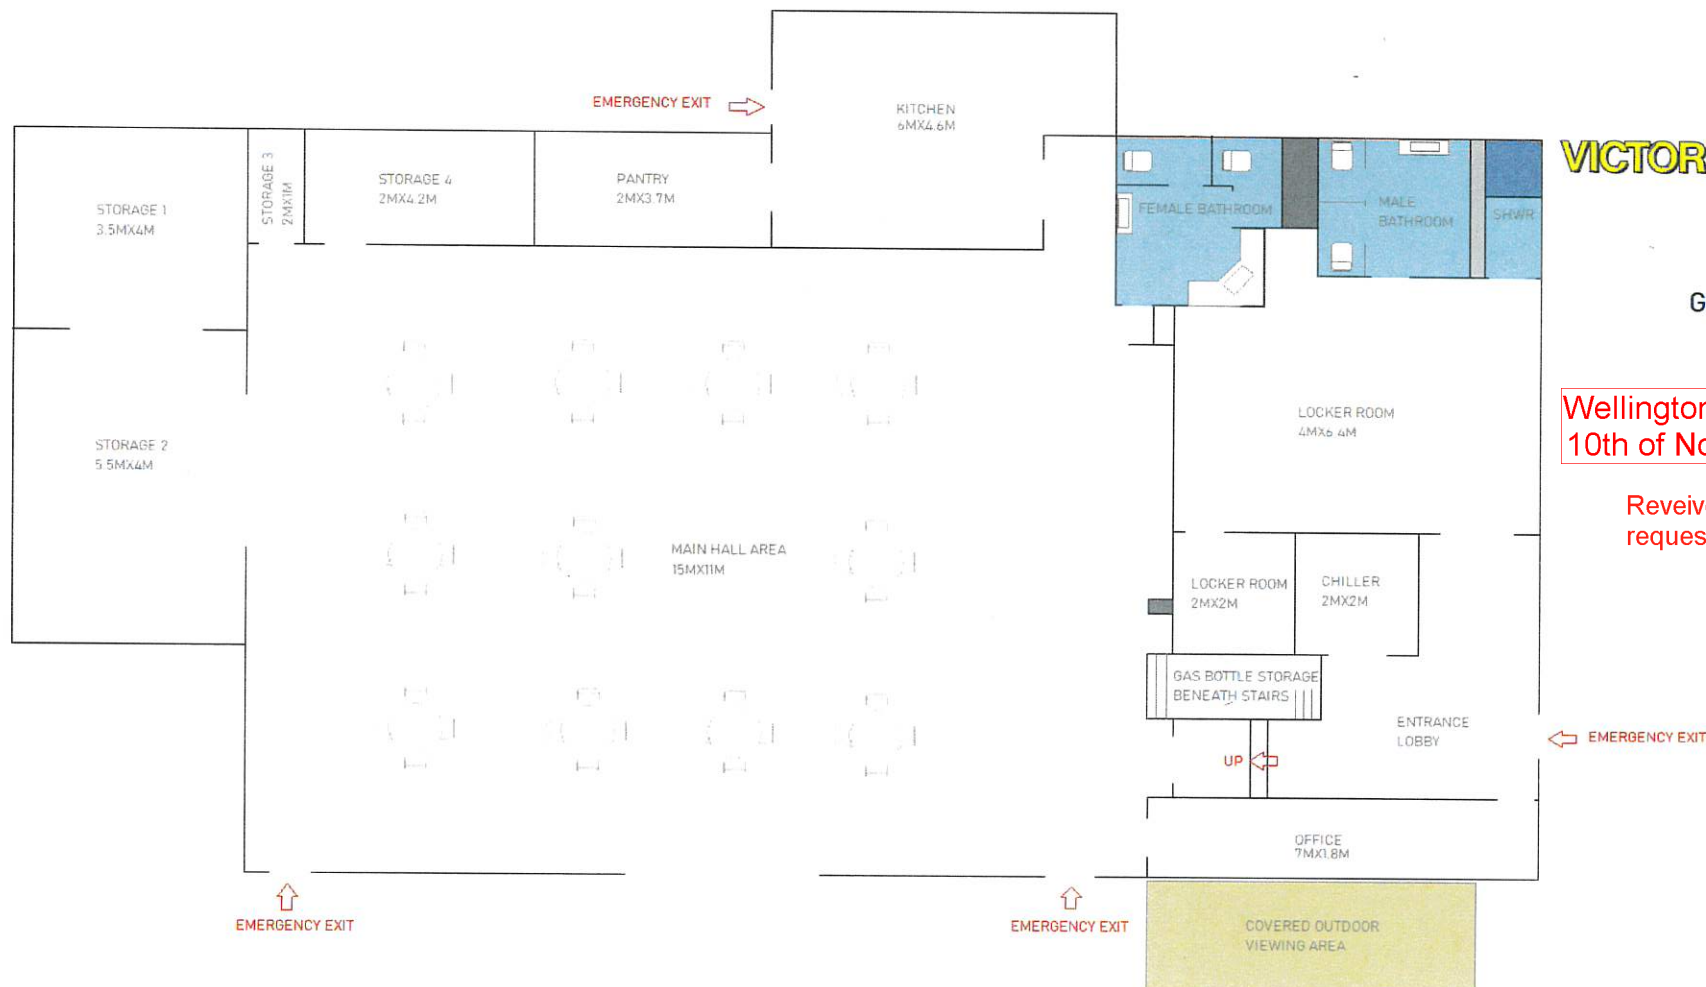 EMERGENCY EXIT
KITCHEN
6MX4.6M
STORAGE 1
3.5MX4M
STORAGE 3
2MX1M
STORAGE 4
2MX4.2M
PANTRY
2MX3.7M
FEMALE BATHROOM
MALE
BATHROOM
SHWR
VICTOR
G
STORAGE 2
5.5MX4M
LOCKER ROOM
4MX6.4M
Wellington
10th of No
Reveiv
reques
MAIN HALL AREA
15MX11M
LOCKER ROOM
2MX2M
CHILLER
2MX2M
GAS BOTTLE STORAGE
BENEATH STAIRS
ENTRANCE
LOBBY
EMERGENCY EXIT
UP
OFFICE
7MX1.8M
EMERGENCY EXIT
EMERGENCY EXIT
COVERED OUTDOOR
VIEWING AREA